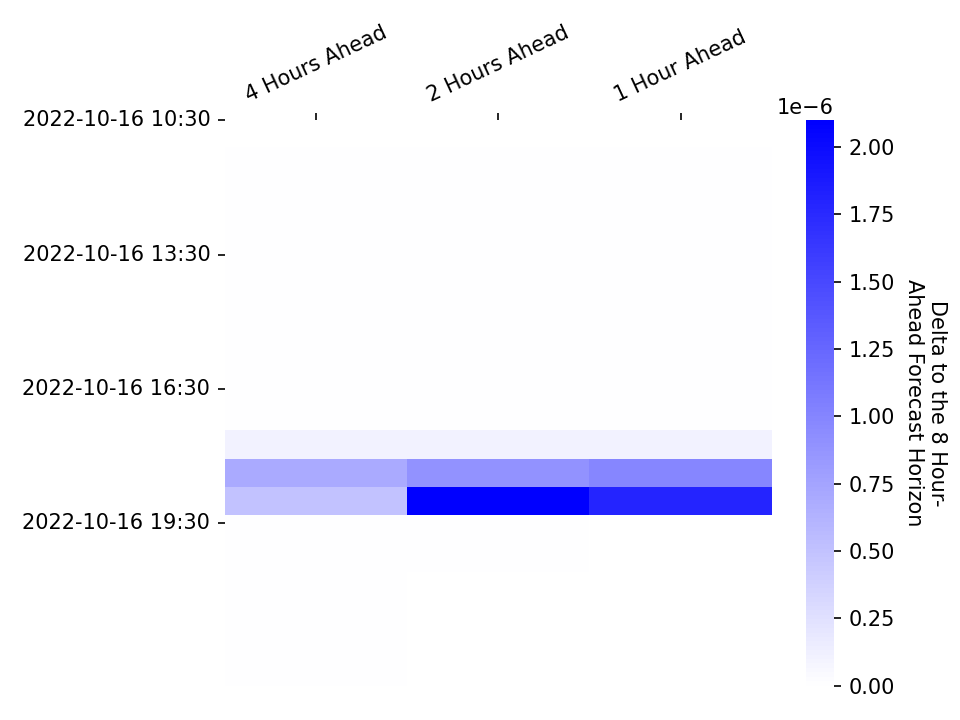 4 Hours Ahead
2 Hours Ahead
1 Hour Ahead
1e−6
2022-10-16 10:30
2022-10-16 13:30
2022-10-16 16:30
2022-10-16 19:30
2.00
1.75
1.50
1.25
1.00
0.75
0.50
0.25
0.00
Delta to the 8 Hour-
Ahead Forecast Horizon